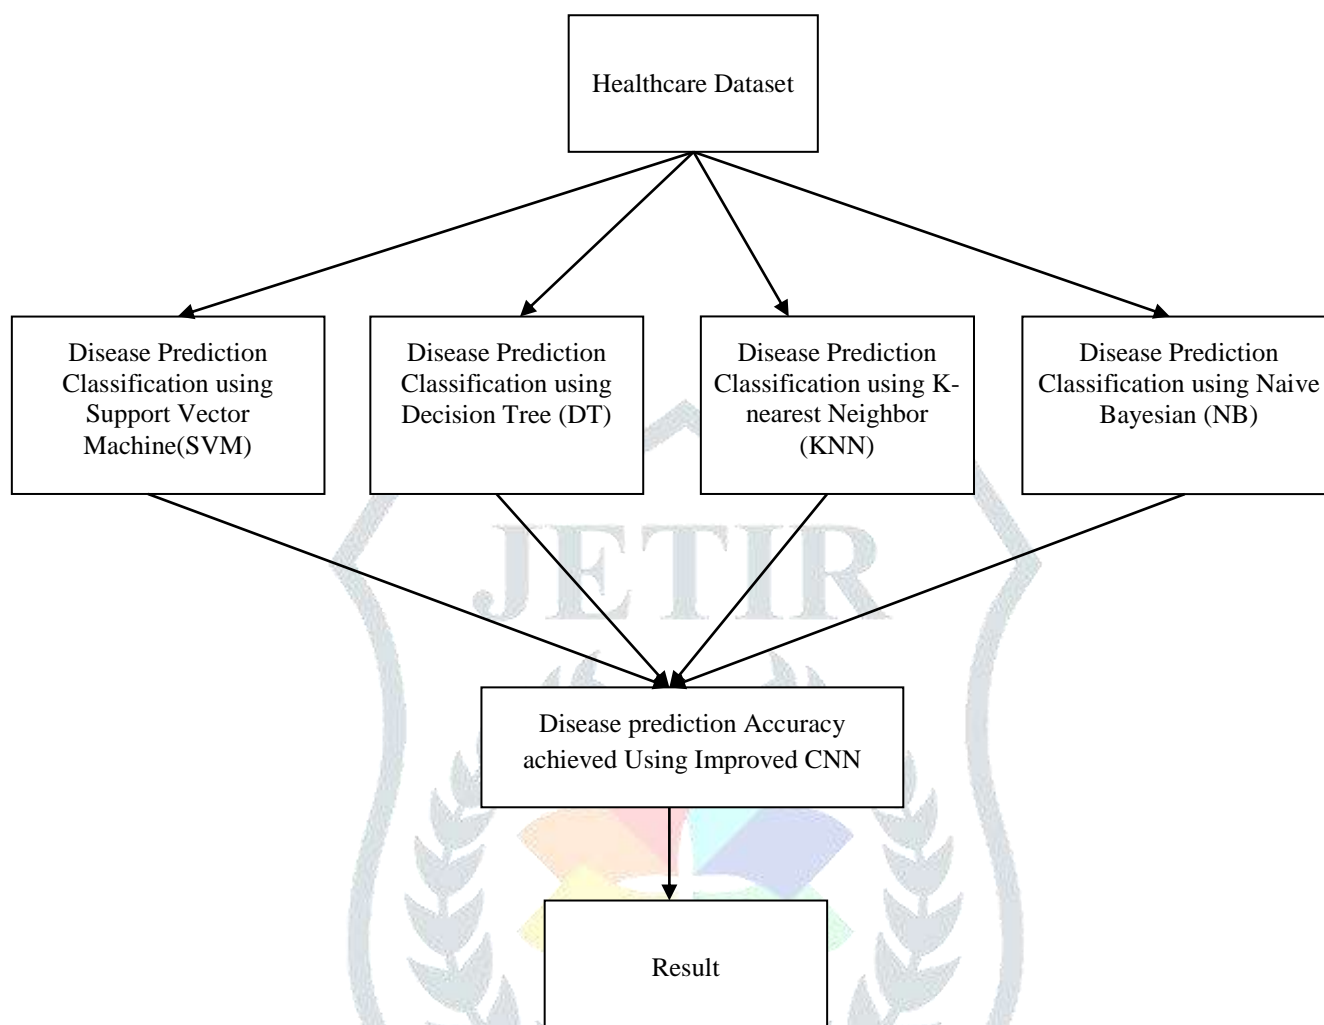 Healthcare Dataset
Disease Prediction
Classification using
Support Vector
Machine(SVM)
Disease Prediction
Classification using
Decision Tree (DT)
Disease Prediction
Classification using K-
nearest Neighbor
(KNN)
Disease Prediction
Classification using Naive
Bayesian (NB)
JETIR
Disease prediction Accuracy
achieved Using Improved CNN
Result